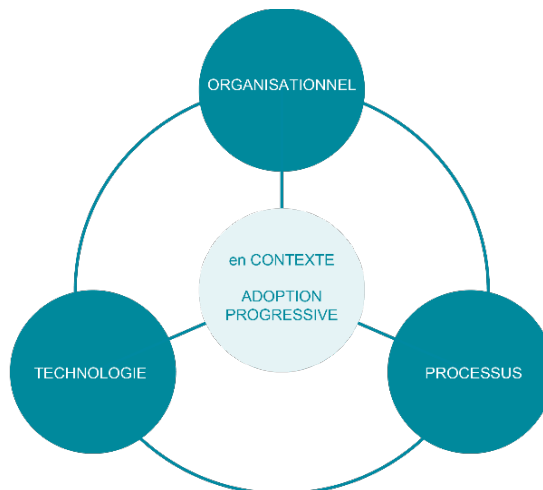 ORGANISATIONNEL
en CONTEXTE
ADOPTION
PROGRESSIVE
TECHNOLOGIE
PROCESSUS